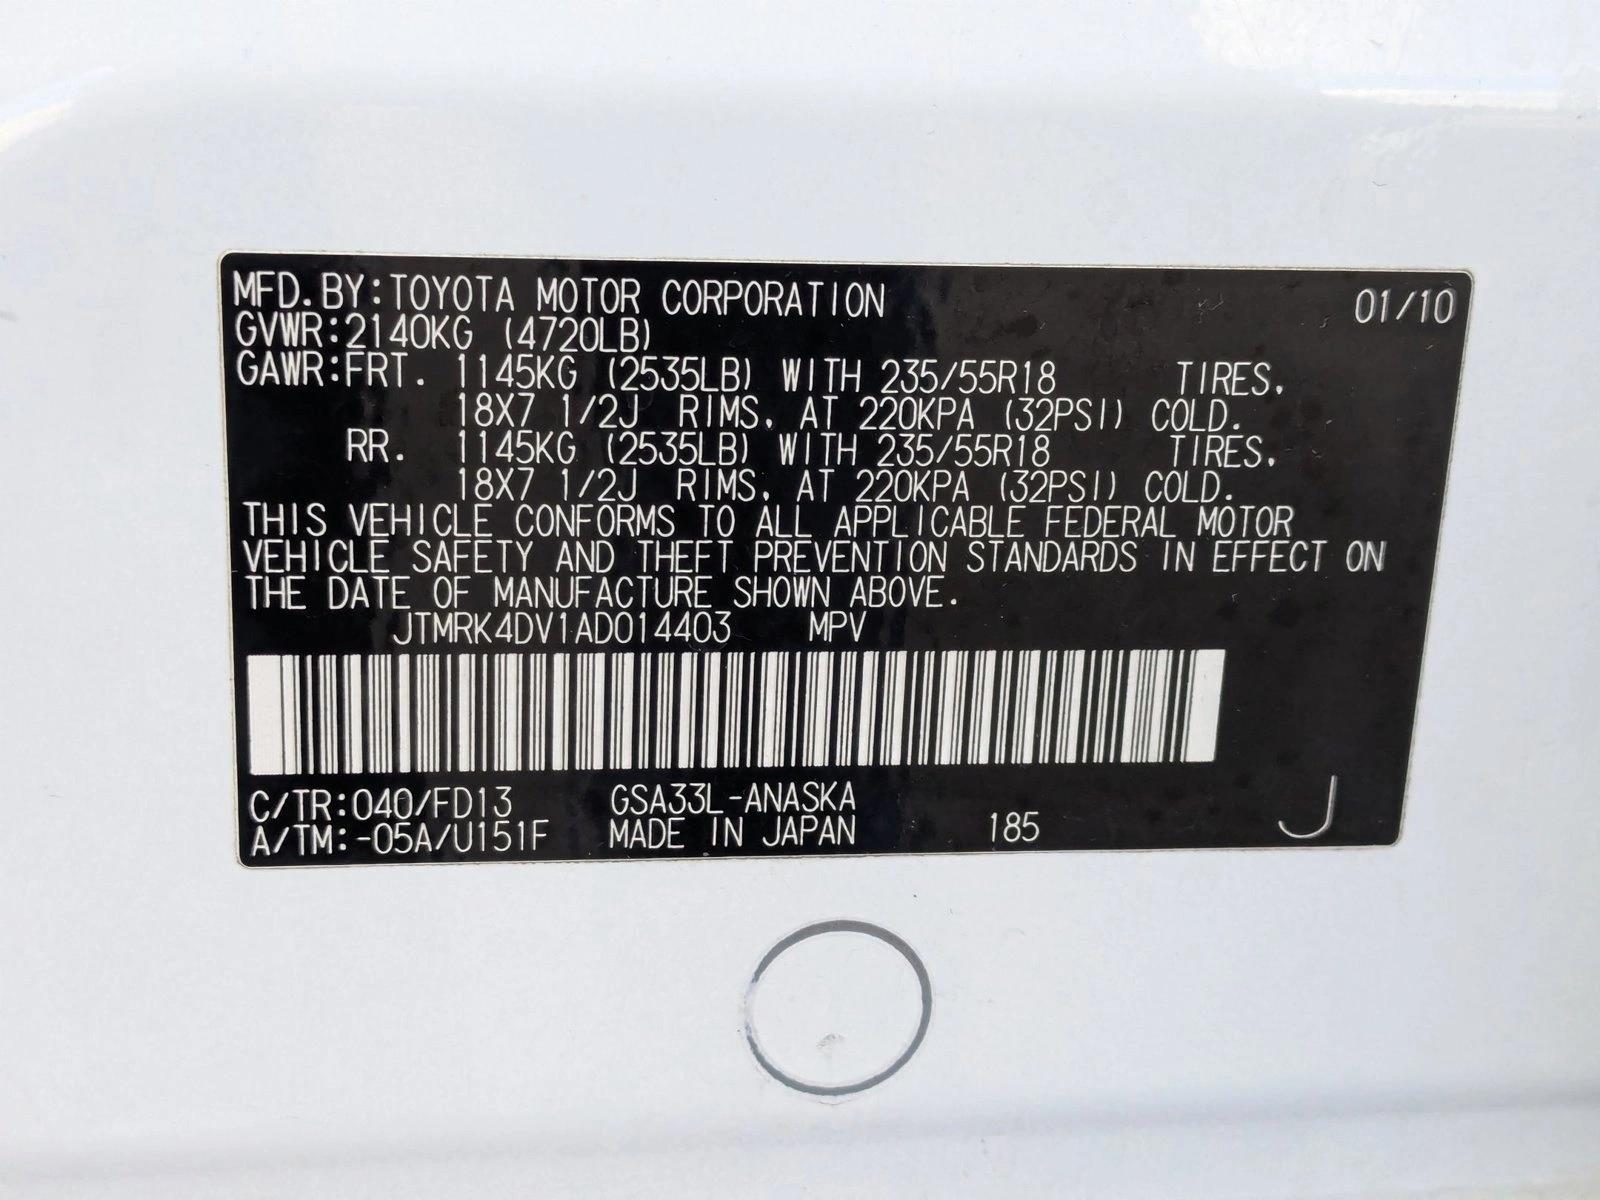 MFD.BY:TOYOTA MOTOR CORPORATION 01/10
GVWR:2140KG (4720LB)
GAWR:FRT. 1145KG (2535LB) WITH 235/55R18 TIRES,
18X7 1/2J RIMS, AT 220KPA (32PSI) COLD.
RR. 1145KG (2535LB) WITH 235/55R18 TIRES,
18X7 1/2J RIMS, AT 220KPA (32PSI) COLD.
THIS VEHICLE CONFORMS TO ALL APPLICABLE FEDERAL MOTOR
VEHICLE SAFETY AND THEFT PREVENTION STANDARDS IN EFFECT ON
THE DATE OF MANUFACTURE SHOWN ABOVE.
JTMRK4DV1AD014403 MPV
C/TR:040/FD13 GSA33L-ANASKA
A/TM:-05A/U151F MADE IN JAPAN 185 J